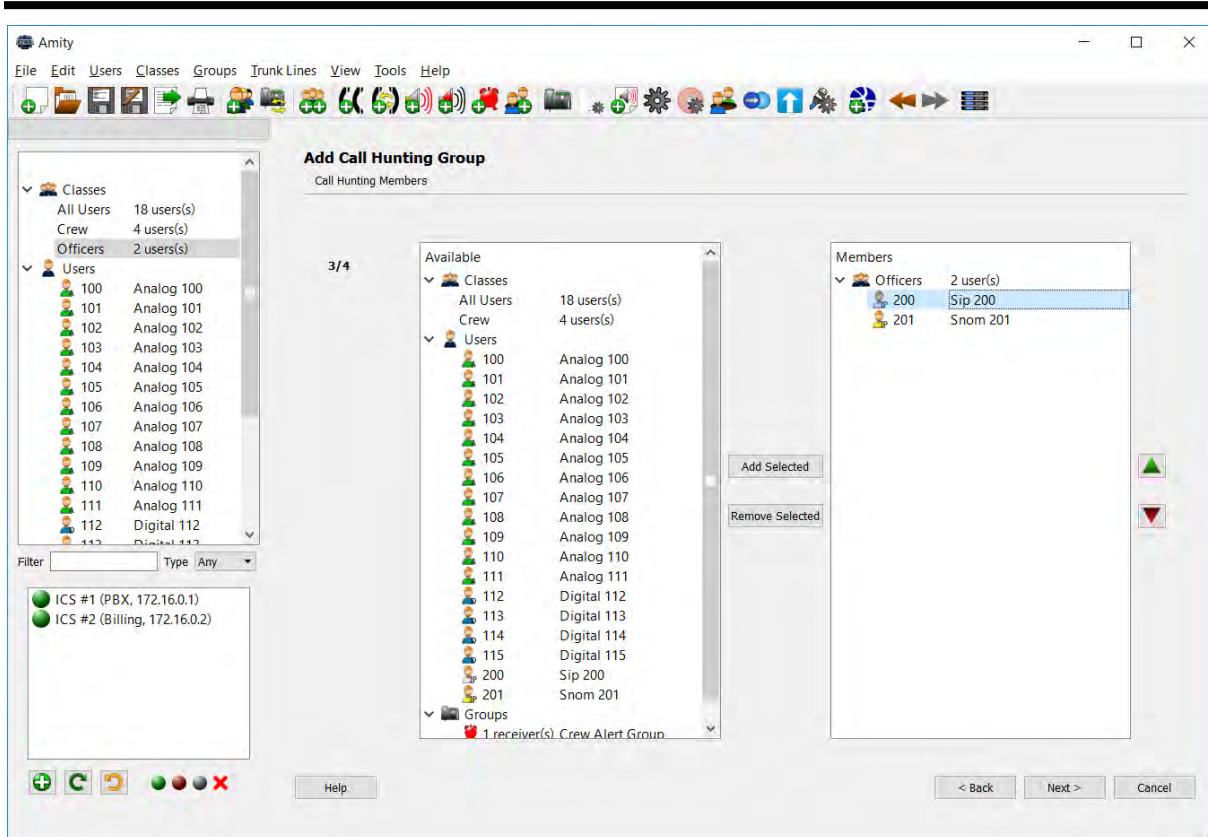 Amity
File Edit Users Classes Groups Trunk Lines View Tools Help
Classes
All Users 18 users(s)
Crew 4 users(s)
Officers 2 users(s)
Users
100 Analog 100
101 Analog 101
102 Analog 102
103 Analog 103
104 Analog 104
105 Analog 105
106 Analog 106
107 Analog 107
108 Analog 108
109 Analog 109
110 Analog 110
111 Analog 111
112 Digital 112
113 Digital 113
Filter Type Any
ICS #1 (PBX, 172.16.0.1)
ICS #2 (Billing, 172.16.0.2)
Add Call Hunting Group
Call Hunting Members
3/4
Available
Classes
All Users 18 users(s)
Crew 4 users(s)
Users
100 Analog 100
101 Analog 101
102 Analog 102
103 Analog 103
104 Analog 104
105 Analog 105
106 Analog 106
107 Analog 107
108 Analog 108
109 Analog 109
110 Analog 110
111 Analog 111
112 Digital 112
113 Digital 113
114 Digital 114
115 Digital 115
200 Sip 200
201 Snom 201
Groups
1 receiver(s) Crew Alert Group
Add Selected
Remove Selected
Members
Officers 2 user(s)
200 Sip 200
201 Snom 201
Help
< Back Next > Cancel